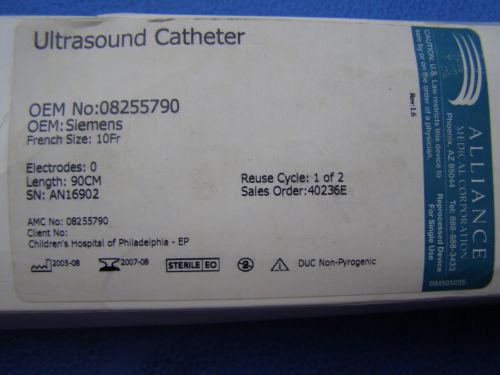 Ultrasound Catheter
OEM No:08255790
OEM:Siemens
French Size: 10Fr
Electrodes: 0
Length: 90CM
SN: AN16902
Reuse Cycle: 1 of 2
Sales Order:40236E
AMC No: 08255790
Client No:
Children's Hospital of Philadelphia - EP
2005-08
2007-08
STERILE EO
2
DUC Non-Pyrogenic
Rev:1.6
CAUTION: U.S. Law restricts this device to
sale by or on the order of a physician.
ALLIANCE
MEDICAL CORPORATION
Phoenix, AZ 85044
Tel: 888-888-3433
Reprocessed Device
For Single Use
RM501035